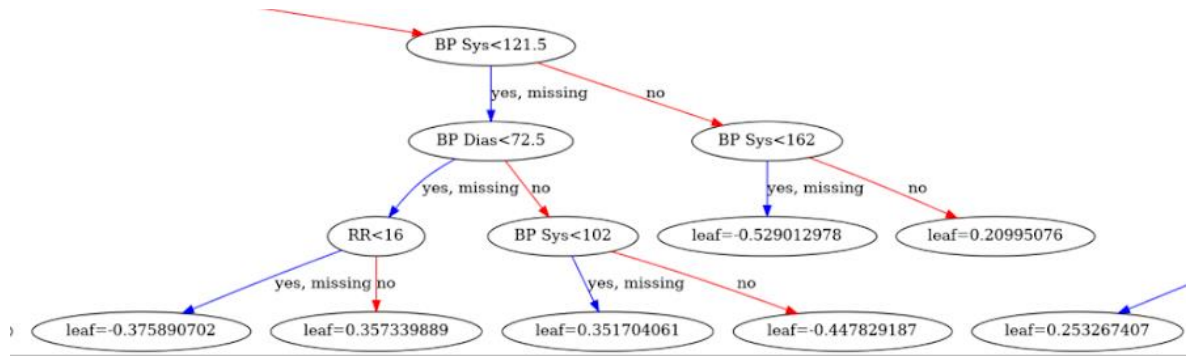 BP Sys<121.5
yes, missing
no
BP Dias<72.5
BP Sys<162
yes, missing
no
yes, missing
no
RR<16
BP Sys<102
leaf=-0.529012978
leaf=0.20995076
yes, missing
no
yes, missing
no
leaf=-0.375890702
leaf=0.357339889
leaf=0.351704061
leaf=-0.447829187
leaf=0.253267407